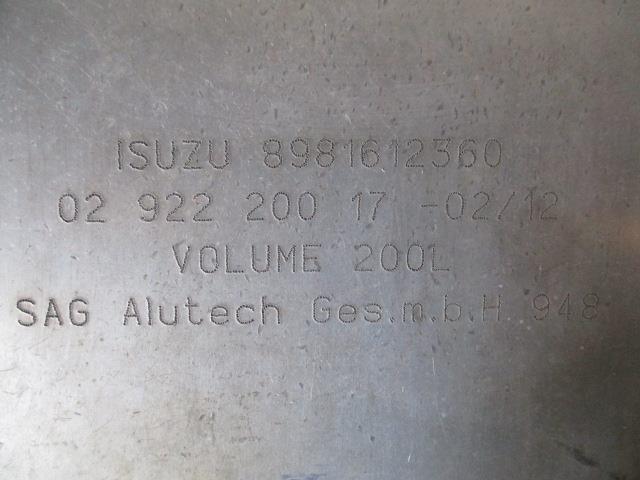 ISUZU 8981612360
02 922 200 17 -02/12
VOLUME 200L
SAG Alutech Ges.m.b.H 948